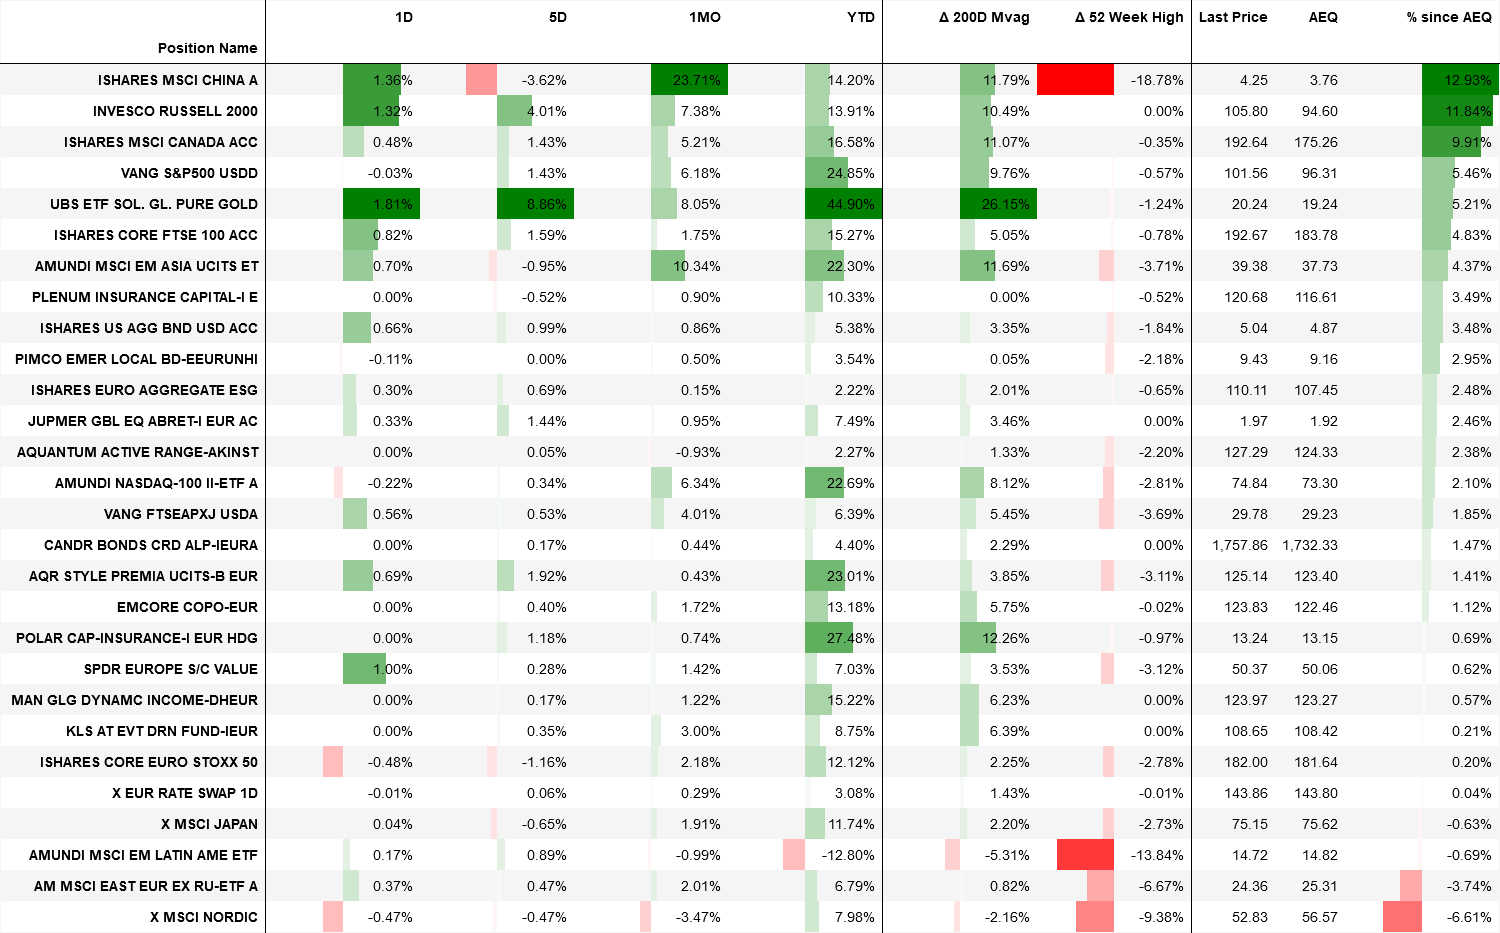 1D 5D 1MO YTD Δ 200D Mvag Δ 52 Week High Last Price AEQ % since AEQ
Position Name
ISHARES MSCI CHINA A 1.36% -3.62% 23.71% 14.20% 11.79% -18.78% 4.25 3.76 12.93%
INVESCO RUSSELL 2000 1.32% 4.01% 7.38% 13.91% 10.49% 0.00% 105.80 94.60 11.84%
ISHARES MSCI CANADA ACC 0.48% 1.43% 5.21% 16.58% 11.07% -0.35% 192.64 175.26 9.91%
VANG S&P500 USDD -0.03% 1.43% 6.18% 24.85% 9.76% -0.57% 101.56 96.31 5.46%
UBS ETF SOL. GL. PURE GOLD 1.81% 8.86% 8.05% 44.90% 26.15% -1.24% 20.24 19.24 5.21%
ISHARES CORE FTSE 100 ACC 0.82% 1.59% 1.75% 15.27% 5.05% -0.78% 192.67 183.78 4.83%
AMUNDI MSCI EM ASIA UCITS ET 0.70% -0.95% 10.34% 22.30% 11.69% -3.71% 39.38 37.73 4.37%
PLENUM INSURANCE CAPITAL-I E 0.00% -0.52% 0.90% 10.33% 0.00% -0.52% 120.68 116.61 3.49%
ISHARES US AGG BND USD ACC 0.66% 0.99% 0.86% 5.38% 3.35% -1.84% 5.04 4.87 3.48%
PIMCO EMER LOCAL BD-EEURUNHI -0.11% 0.00% 0.50% 3.54% 0.05% -2.18% 9.43 9.16 2.95%
ISHARES EURO AGGREGATE ESG 0.30% 0.69% 0.15% 2.22% 2.01% -0.65% 110.11 107.45 2.48%
JUPMER GBL EQ ABRET-I EUR AC 0.33% 1.44% 0.95% 7.49% 3.46% 0.00% 1.97 1.92 2.46%
AQUANTUM ACTIVE RANGE-AKINST 0.00% 0.05% -0.93% 2.27% 1.33% -2.20% 127.29 124.33 2.38%
AMUNDI NASDAQ-100 II-ETF A -0.22% 0.34% 6.34% 22.69% 8.12% -2.81% 74.84 73.30 2.10%
VANG FTSEAPXJ USDA 0.56% 0.53% 4.01% 6.39% 5.45% -3.69% 29.78 29.23 1.85%
CANDR BONDS CRD ALP-IEURA 0.00% 0.17% 0.44% 4.40% 2.29% 0.00% 1,757.86 1,732.33 1.47%
AQR STYLE PREMIA UCITS-B EUR 0.69% 1.92% 0.43% 23.01% 3.85% -3.11% 125.14 123.40 1.41%
EMCORE COPO-EUR 0.00% 0.40% 1.72% 13.18% 5.75% -0.02% 123.83 122.46 1.12%
POLAR CAP-INSURANCE-I EUR HDG 0.00% 1.18% 0.74% 27.48% 12.26% -0.97% 13.24 13.15 0.69%
SPDR EUROPE S/C VALUE 1.00% 0.28% 1.42% 7.03% 3.53% -3.12% 50.37 50.06 0.62%
MAN GLG DYNAMC INCOME-DHEUR 0.00% 0.17% 1.22% 15.22% 6.23% 0.00% 123.97 123.27 0.57%
KLS AT EVT DRN FUND-IEUR 0.00% 0.35% 3.00% 8.75% 6.39% 0.00% 108.65 108.42 0.21%
ISHARES CORE EURO STOXX 50 -0.48% -1.16% 2.18% 12.12% 2.25% -2.78% 182.00 181.64 0.20%
X EUR RATE SWAP 1D -0.01% 0.06% 0.29% 3.08% 1.43% -0.01% 143.86 143.80 0.04%
X MSCI JAPAN 0.04% -0.65% 1.91% 11.74% 2.20% -2.73% 75.15 75.62 -0.63%
AMUNDI MSCI EM LATIN AME ETF 0.17% 0.89% -0.99% -12.80% -5.31% -13.84% 14.72 14.82 -0.69%
AM MSCI EAST EUR EX RU-ETF A 0.37% 0.47% 2.01% 6.79% 0.82% -6.67% 24.36 25.31 -3.74%
X MSCI NORDIC -0.47% -0.47% -3.47% 7.98% -2.16% -9.38% 52.83 56.57 -6.61%